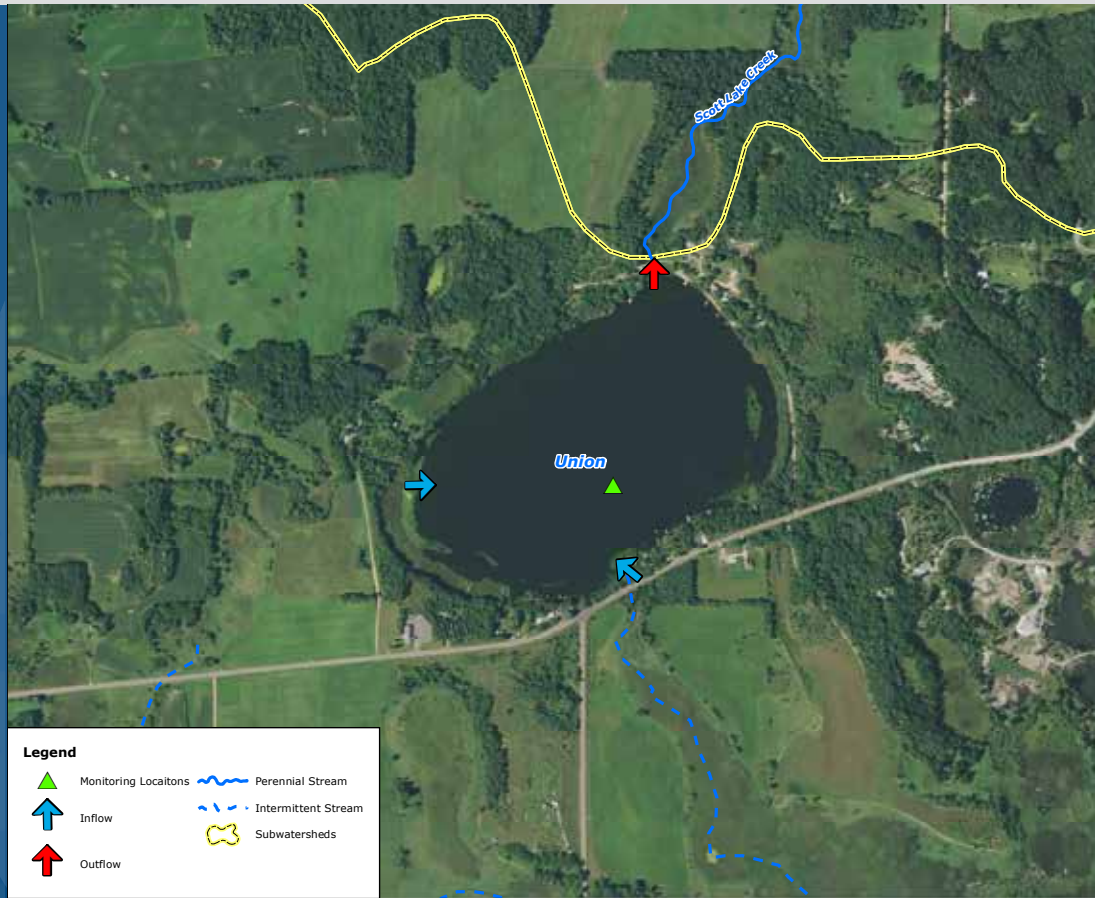 Scott Lake Creek
Union
Legend
Monitoring Locaitons
Perennial Stream
Inflow
Intermittent Stream
Subwatersheds
Outflow